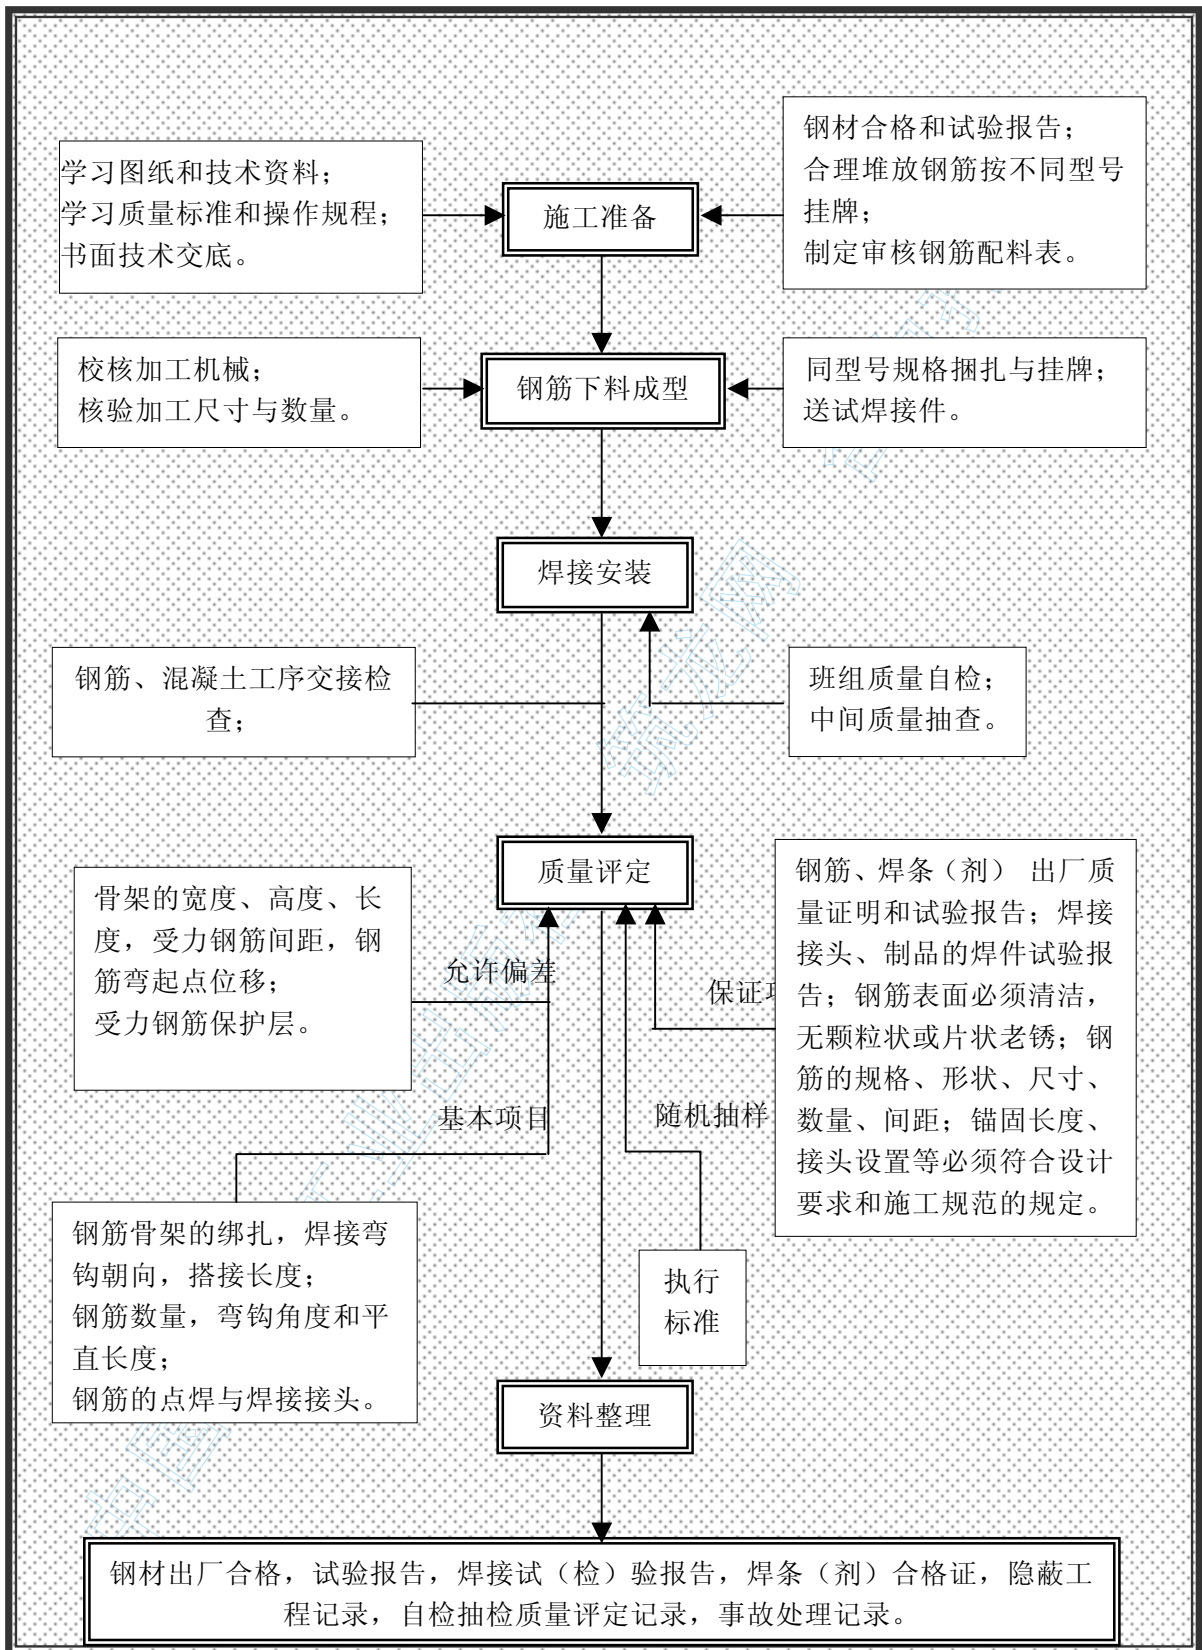 学习图纸和技术资料；
学习质量标准和操作规程；
书面技术交底。
施工准备
钢材合格和试验报告；
合理堆放钢筋按不同型号
挂牌；
制定审核钢筋配料表。
校核加工机械；
核验加工尺寸与数量。
钢筋下料成型
同型号规格捆扎与挂牌；
送试焊接件。
焊接安装
钢筋、混凝土工序交接检
查；
班组质量自检；
中间质量抽查。
质量评定
骨架的宽度、高度、长
度，受力钢筋间距，钢
筋弯起点位移；
受力钢筋保护层。
允许偏差
保证项
钢筋、焊条（剂） 出厂质
量证明和试验报告；焊接
接头、制品的焊件试验报
告；钢筋表面必须清洁，
无颗粒状或片状老锈；钢
筋的规格、形状、尺寸、
数量、间距；锚固长度、
接头设置等必须符合设计
要求和施工规范的规定。
基本项目
随机抽样
钢筋骨架的绑扎，焊接弯
钩朝向，搭接长度；
钢筋数量，弯钩角度和平
直长度；
钢筋的点焊与焊接接头。
执行
标准
资料整理
钢材出厂合格，试验报告，焊接试（检）验报告，焊条（剂）合格证，隐蔽工
程记录，自检抽检质量评定记录，事故处理记录。